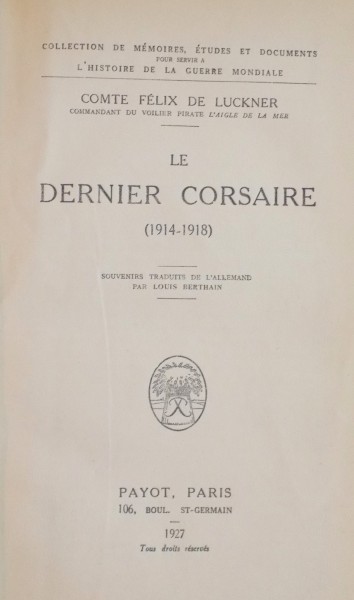 COLLECTION DE MÉMOIRES, ÉTUDES ET DOCUMENTS
POUR SERVIR A
L'HISTOIRE DE LA GUERRE MONDIALE
COMTE FÉLIX DE LUCKNER
COMMANDANT DU VOILIER PIRATE L'AIGLE DE LA MER
LE
DERNIER CORSAIRE
(1914-1918)
SOUVENIRS TRADUITS DE L'ALLEMAND
PAR LOUIS BERTHAIN
PAYOT, PARIS
106, BOUL. ST-GERMAIN
1927
Tous droits réservés